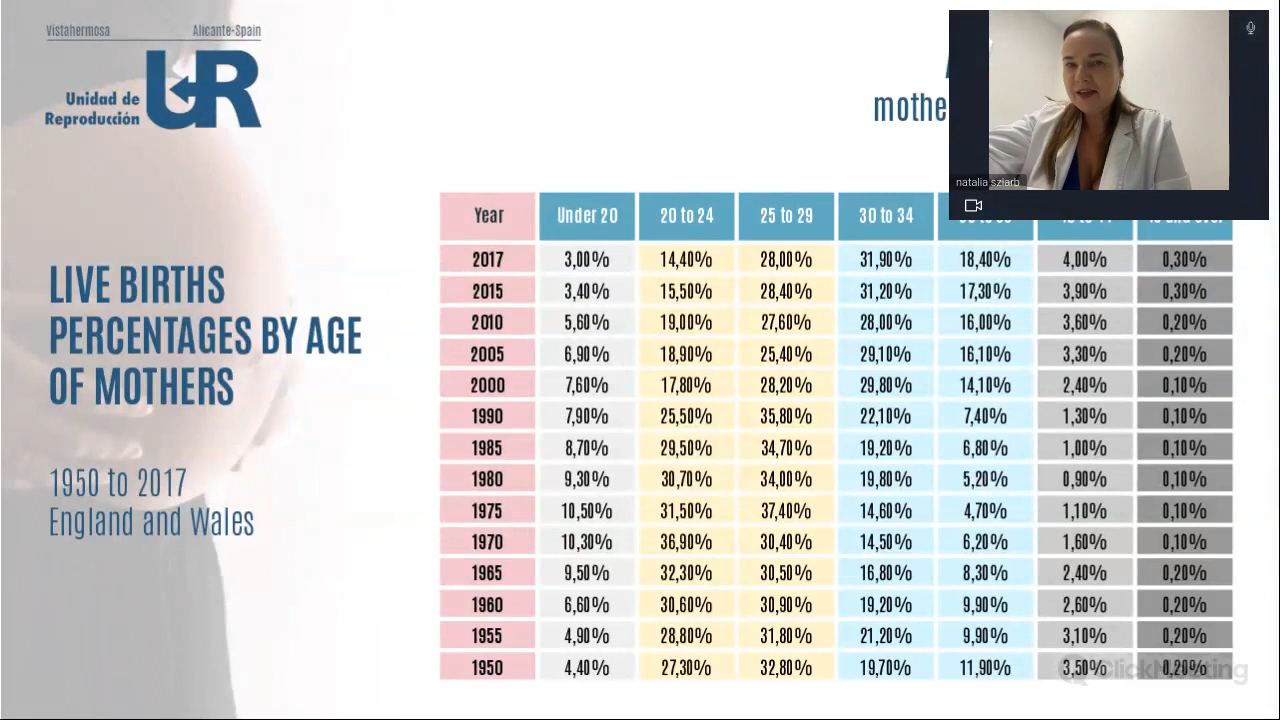 Vistahermosa Alicante-Spain
Unidad de
Reproducción
UR
mothe
natalia sziarb
LIVE BIRTHS
PERCENTAGES BY AGE
OF MOTHERS
1950 to 2017
England and Wales
Year Under 20 20 to 24 25 to 29 30 to 34
2017 3,00% 14,40% 28,00% 31,90% 18,40% 4,00% 0,30%
2015 3,40% 15,50% 28,40% 31,20% 17,30% 3,90% 0,30%
2010 5,60% 19,00% 27,60% 28,00% 16,00% 3,60% 0,20%
2005 6,90% 18,90% 25,40% 29,10% 16,10% 3,30% 0,20%
2000 7,60% 17,80% 28,20% 29,80% 14,10% 2,40% 0,10%
1990 7,90% 25,50% 35,80% 22,10% 7,40% 1,30% 0,10%
1985 8,70% 29,50% 34,70% 19,20% 6,80% 1,00% 0,10%
1980 9,30% 30,70% 34,00% 19,80% 5,20% 0,90% 0,10%
1975 10,50% 31,50% 37,40% 14,60% 4,70% 1,10% 0,10%
1970 10,30% 36,90% 30,40% 14,50% 6,20% 1,60% 0,10%
1965 9,50% 32,30% 30,50% 16,80% 8,30% 2,40% 0,20%
1960 6,60% 30,60% 30,90% 19,20% 9,90% 2,60% 0,20%
1955 4,90% 28,80% 31,80% 21,20% 9,90% 3,10% 0,20%
1950 4,40% 27,30% 32,80% 19,70% 11,90% 3,50% 0,20%
ClickMeeting